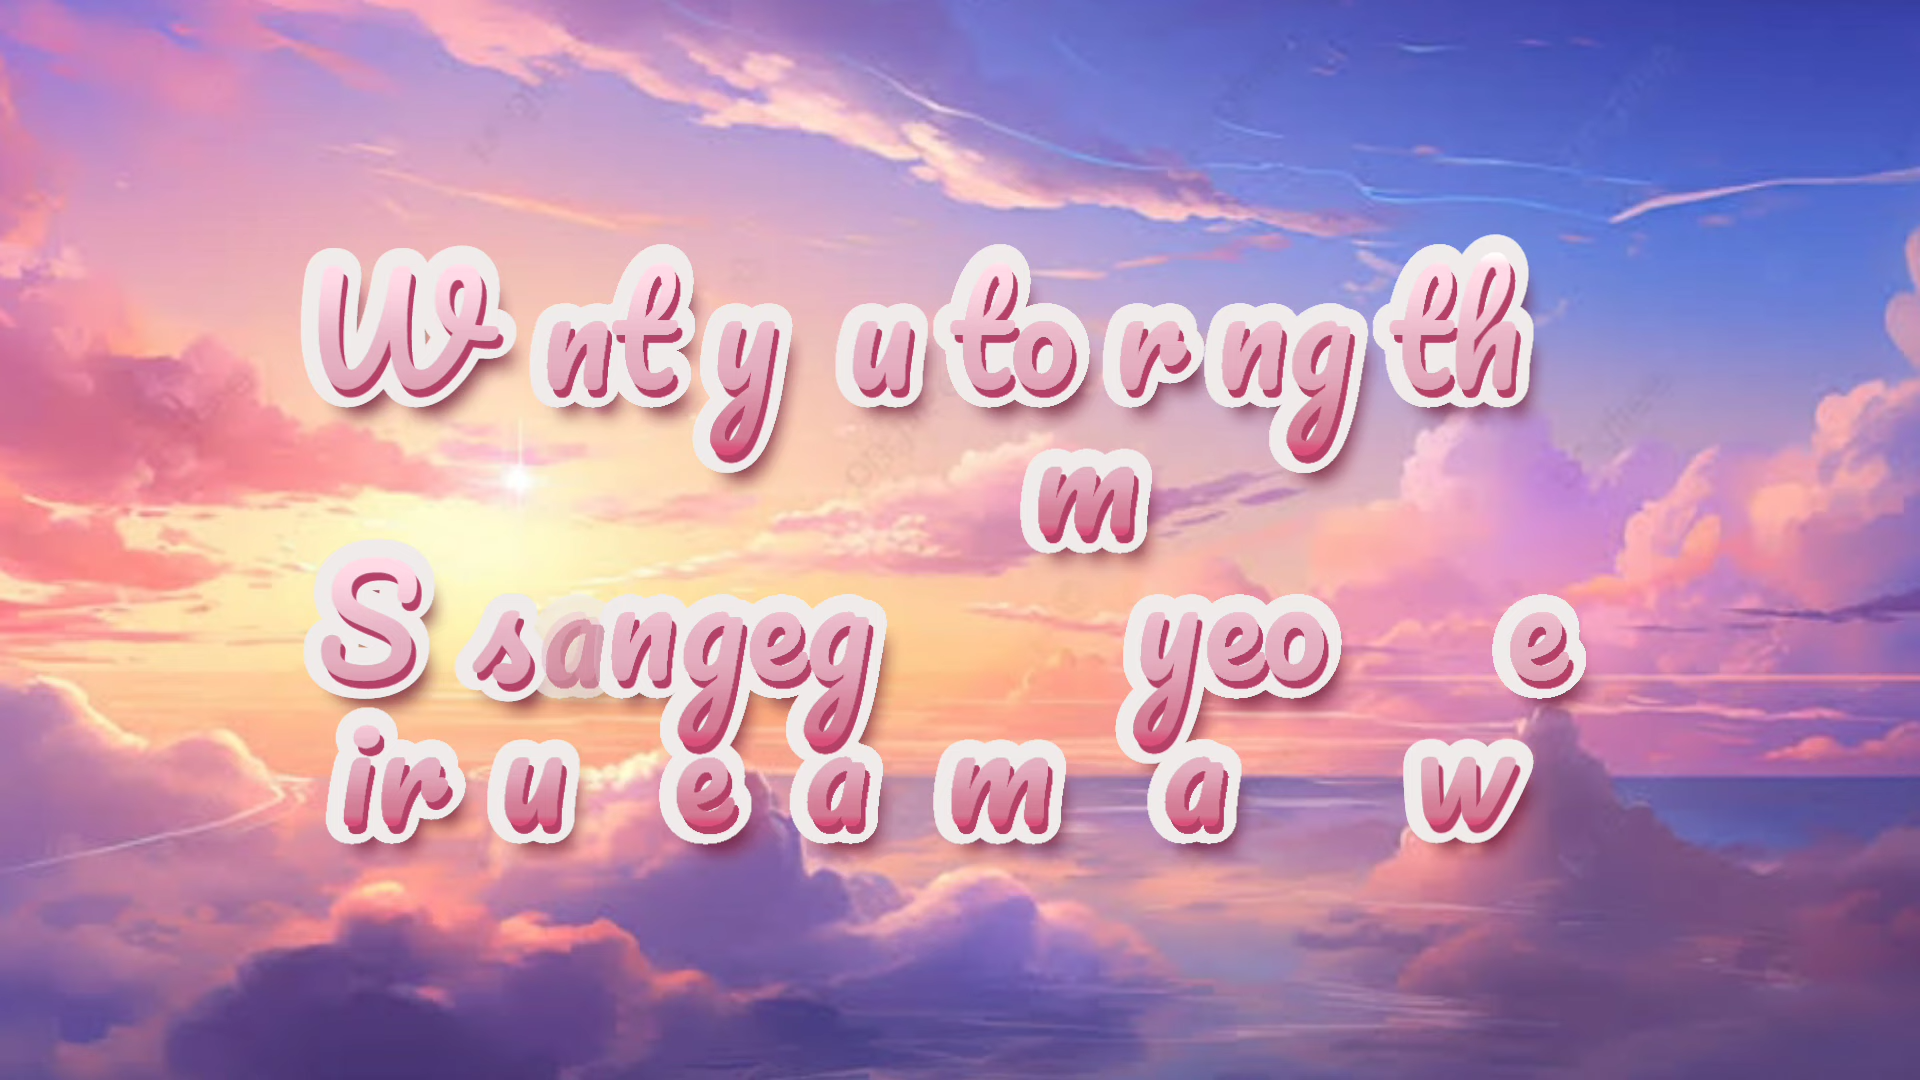 W nt y u to r ng th
m
S sangeg yeo e
ir u e a m a w